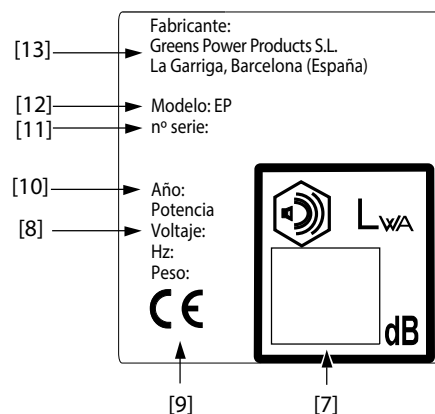 Fabricante:
[13] Greens Power Products S.L.
La Garriga, Barcelona (España)
[12] Modelo: EP
[11] nº serie:
[10] Año:
Potencia
[8] Voltaje:
Hz:
Peso:
CE
LWA
dB
[9] [7]